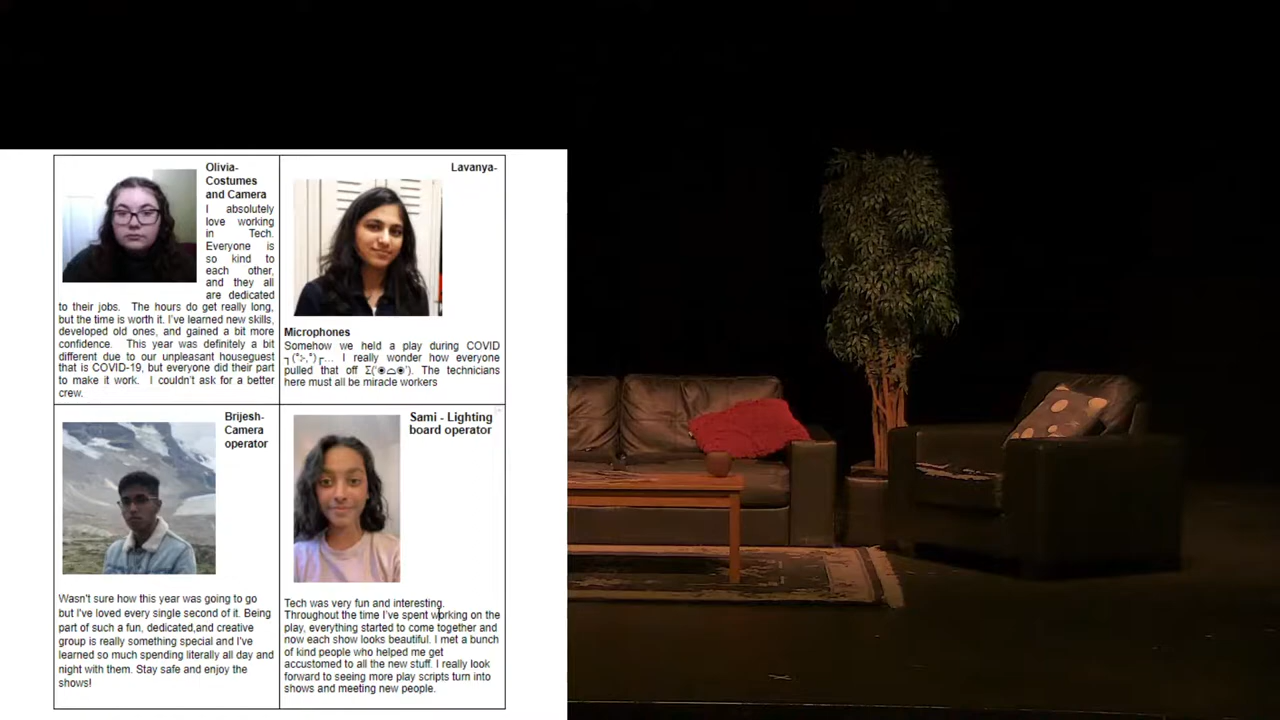 Olivia-
Costumes
and Camera
I absolutely
love working
in Tech.
Everyone is
so kind to
each other,
and they all
are dedicated
to their jobs. The hours do get really long,
but the time is worth it. I've learned new skills,
developed old ones, and gained a bit more
confidence. This year was definitely a bit
different due to our unpleasant houseguest
that is COVID-19, but everyone did their part
to make it work. I couldn't ask for a better
crew.
Lavanya-
Microphones
Somehow we held a play during COVID
... I really wonder how everyone
pulled that off Σ('◉⌓◉'). The technicians
here must all be miracle workers
Brijesh-
Camera
operator
Wasn't sure how this year was going to go
but I've loved every single second of it. Being
part of such a fun, dedicated,and creative
group is really something special and I've
learned so much spending literally all day and
night with them. Stay safe and enjoy the
shows!
Sami - Lighting
board operator
Tech was very fun and interesting.
Throughout the time I've spent working on the
play, everything started to come together and
now each show looks beautiful. I met a bunch
of kind people who helped me get
accustomed to all the new stuff. I really look
forward to seeing more play scripts turn into
shows and meeting new people.